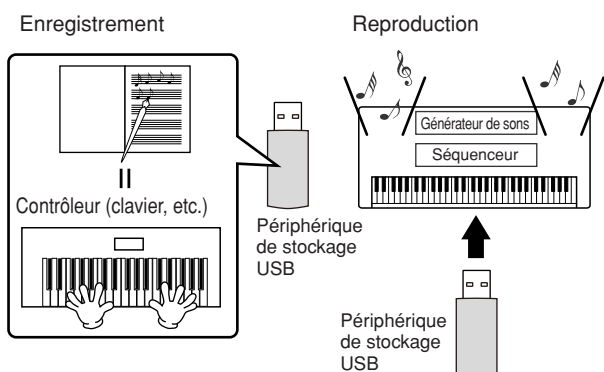 Enregistrement
Contrôleur (clavier, etc.)
Périphérique
de stockage
USB
Reproduction
Générateur de sons
Séquenceur
Périphérique
de stockage
USB